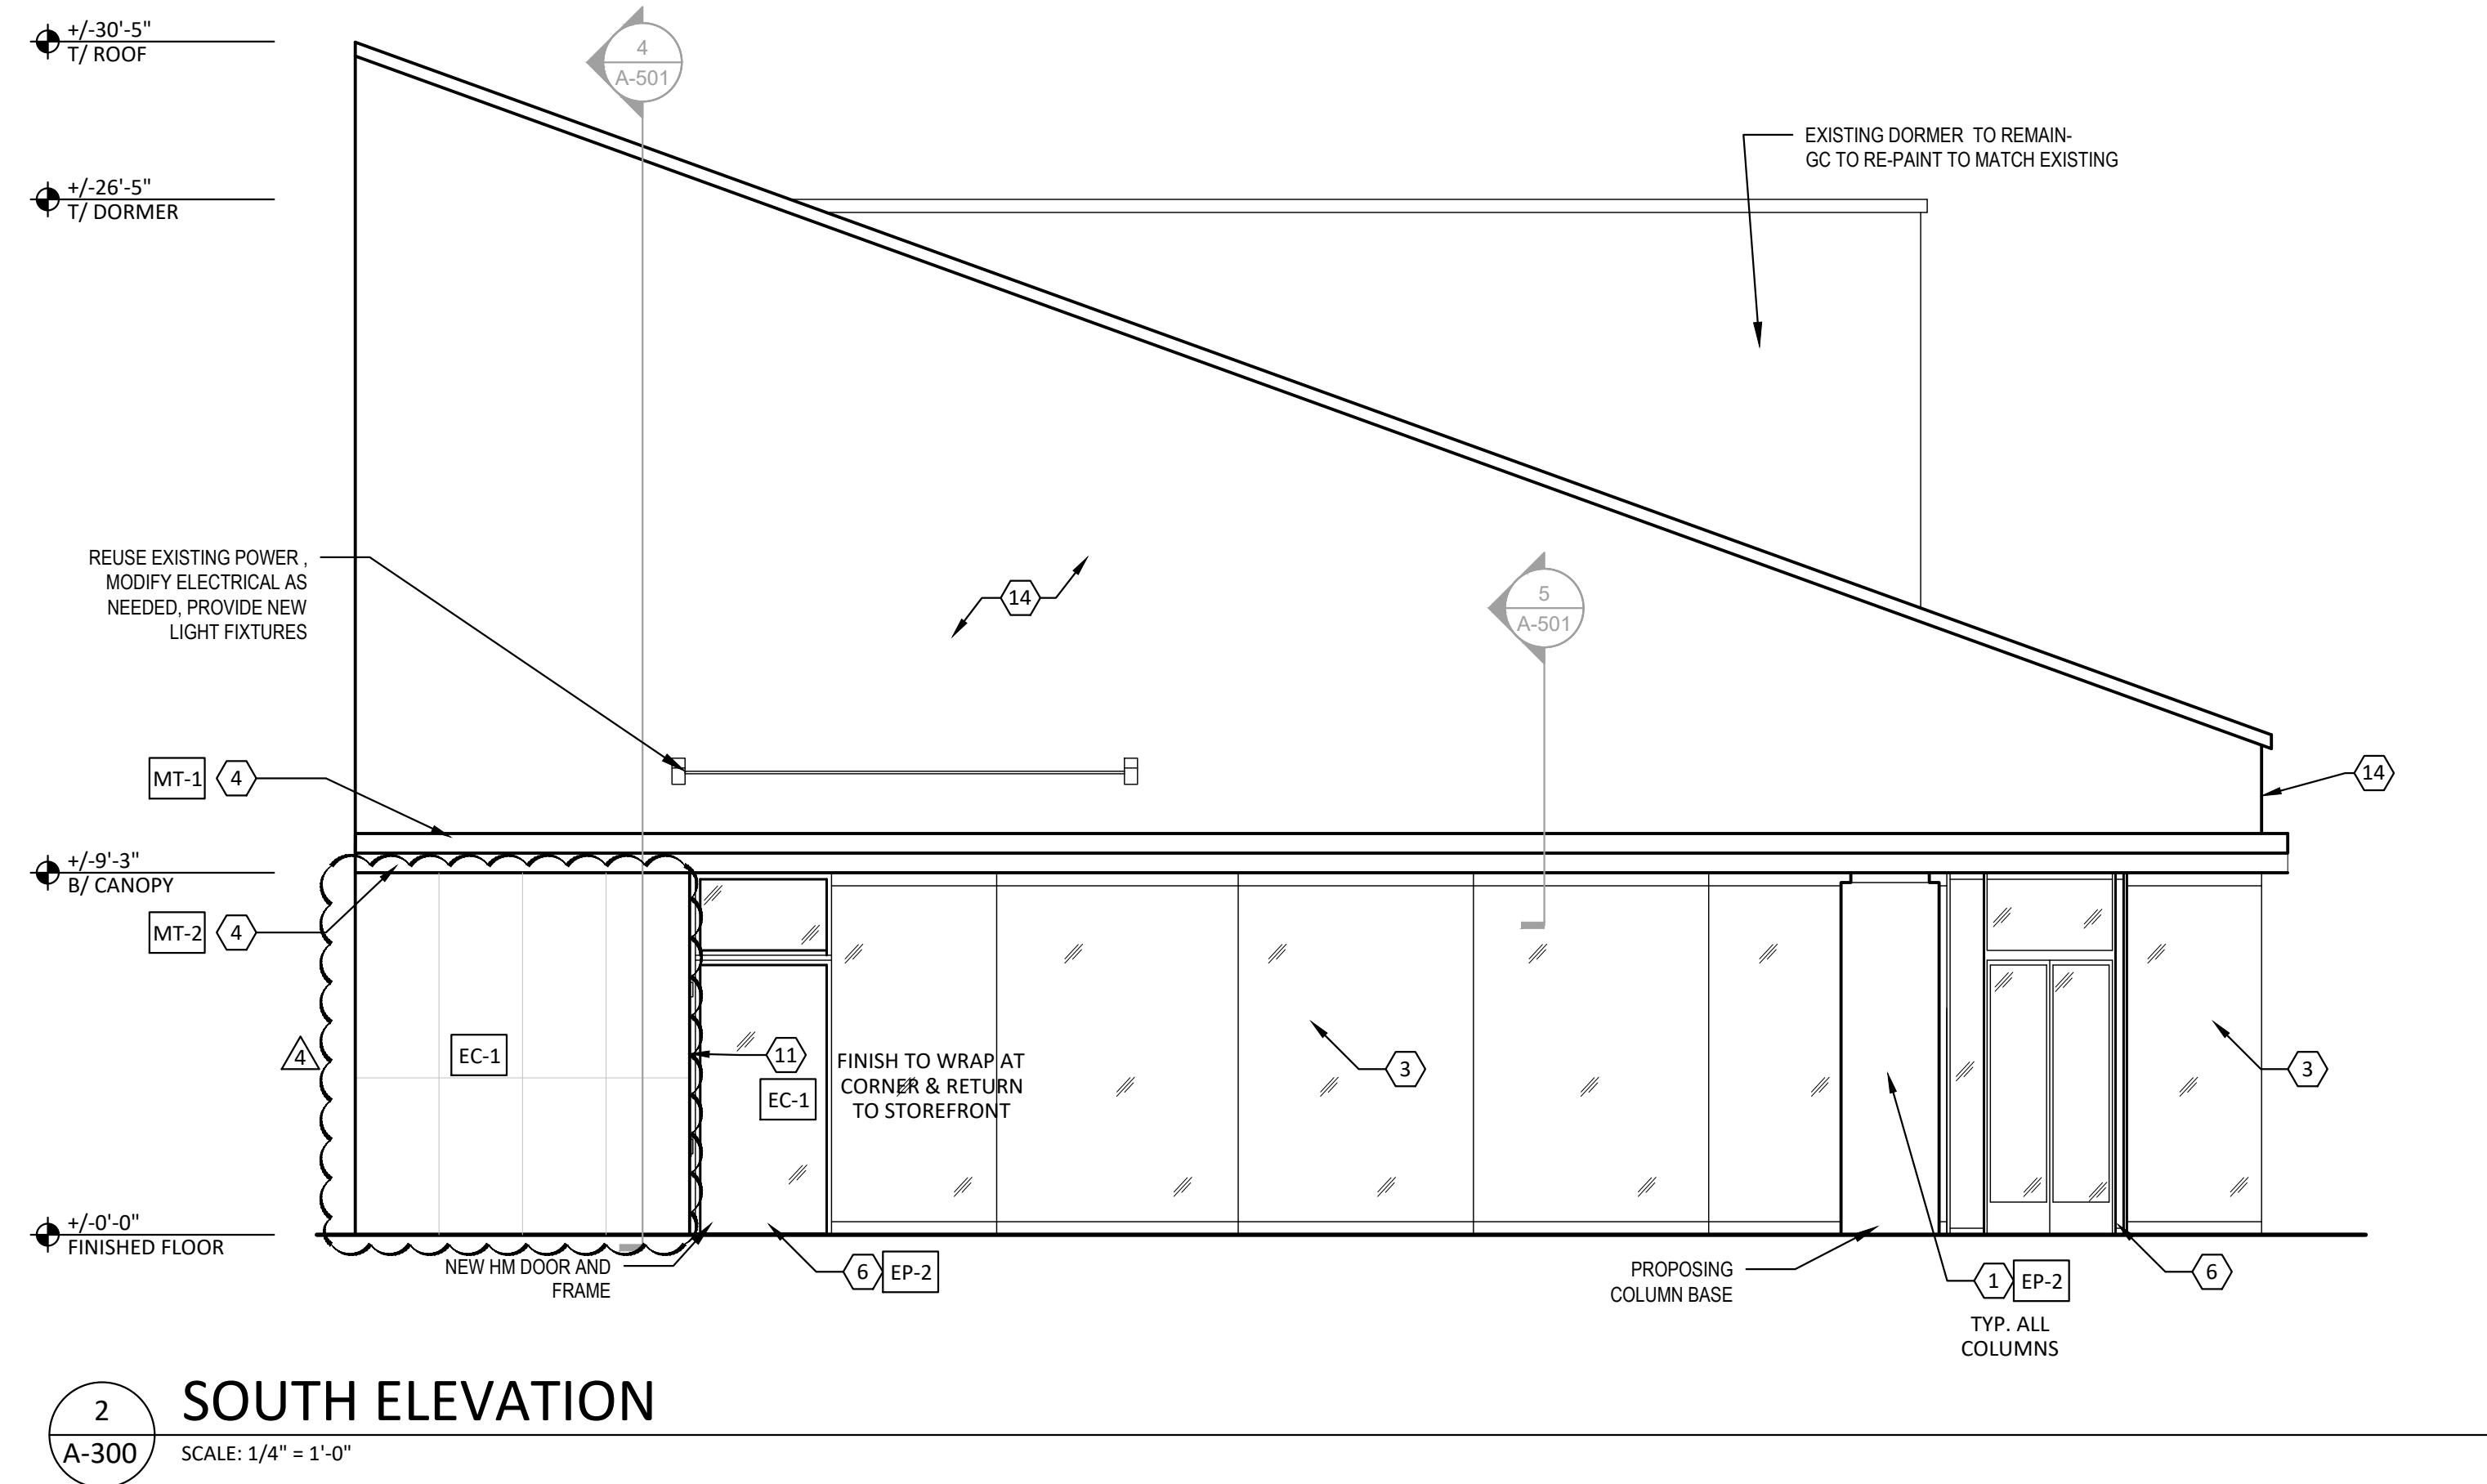 +/-30'-5"
T/ ROOF
4
A-501
EXISTING DORMER TO REMAIN-
GC TO RE-PAINT TO MATCH EXISTING
+/-26'-5"
T/ DORMER
REUSE EXISTING POWER ,
MODIFY ELECTRICAL AS
NEEDED, PROVIDE NEW
LIGHT FIXTURES
14
5
A-501
MT-1 4
14
+/-9'-3"
B/ CANOPY
MT-2 4
4
EC-1
11
EC-1
FINISH TO WRAP AT
CORNER & RETURN
TO STOREFRONT
3
3
+/-0'-0"
FINISHED FLOOR
NEW HM DOOR AND
FRAME
6 EP-2
PROPOSING
COLUMN BASE
1 EP-2
TYP. ALL
COLUMNS
6
2
A-300
SOUTH ELEVATION
SCALE: 1/4" = 1'-0"